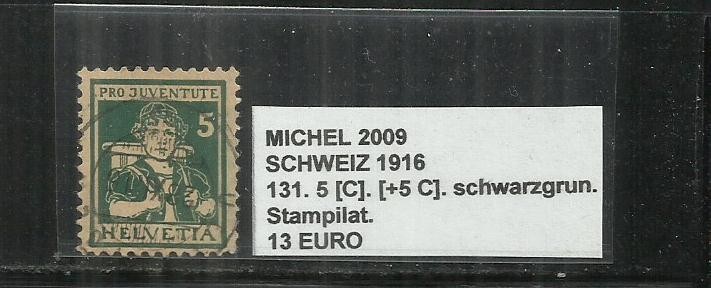 PRO JUVENTUTE
5
HELVETIA
MICHEL 2009
SCHWEIZ 1916
131. 5 [C]. [+5 C]. schwarzgrun.
Stampilat.
13 EURO